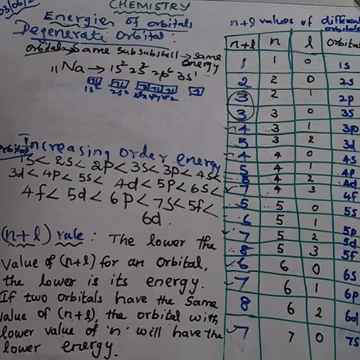 CHEMISTRY
Energies of orbitals
Degenerate Orbital:
orbitals → same subshell → same energy
₁₁Na → 1s² 2s² 2p⁶ 3s¹
1s² 2s²
Increasing order energy
1s < 2s < 2p < 3s < 3p < 4s <
3d < 4p < 5s < 4d < 5p < 6s <
4f < 5d < 6p < 7s < 5f <
6d
(n+l) rule: The lower the
value of (n+l) for an orbital,
the lower is its energy.
If two orbitals have the same
value of (n+l), the orbital with
lower value of 'n' will have the
lower energy.
n+l values of different orbitals
n+l n l orbital
1 1 0 1s
2 2 0 2s
3 2 1 2p
3 3 0 3s
4 3 1 3p
5 3 2 3d
4 4 0 4s
5 4 1 4p
6 4 2 4d
7 4 3 4f
5 5 0 5s
6 5 1 5p
7 5 2 5d
8 5 3 5f
6 6 0 6s
7 6 1 6p
8 6 2 6d
7 7 0 7s